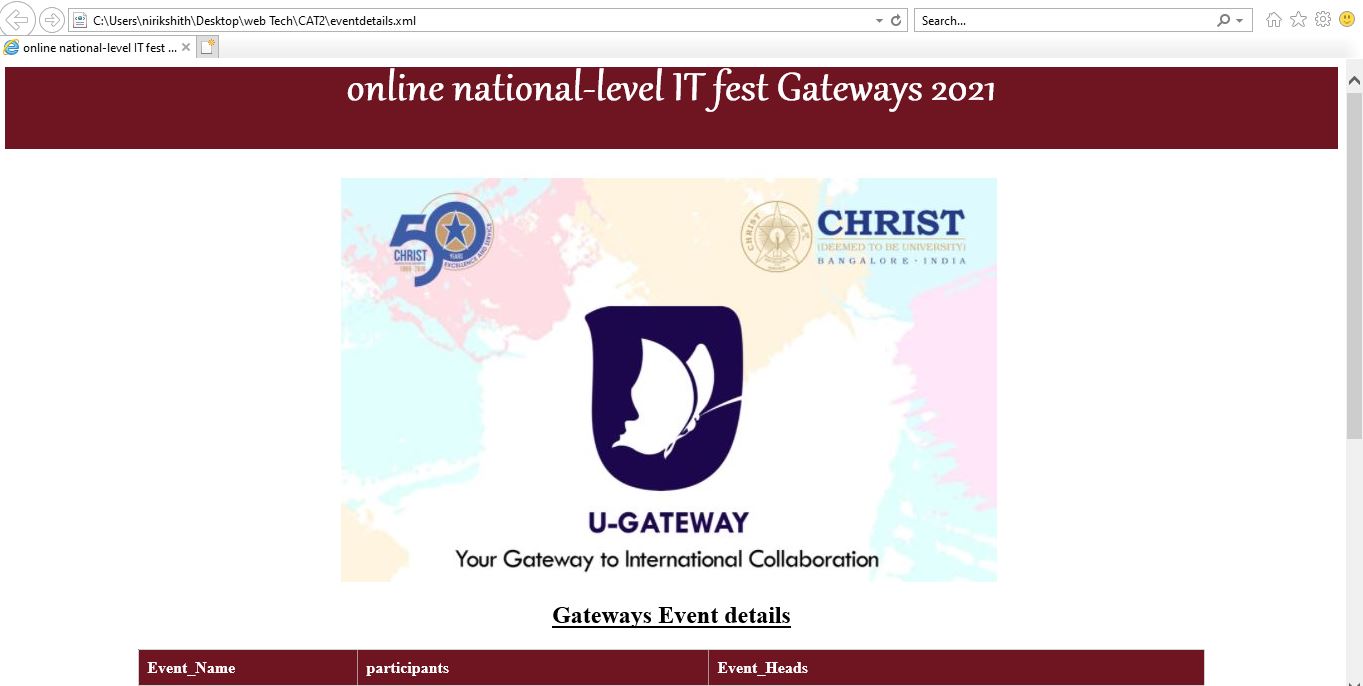 C:\Users\nirikshith\Desktop\web Tech\CAT2\eventdetails.xml
Search...
online national-level IT fest ...
online national-level IT fest Gateways 2021
50
CHRIST
YEARS
EXCELLENCE AND SERVICE
CHRIST
CHRIST
(DEEMED TO BE UNIVERSITY)
BANGALORE · INDIA
U-GATEWAY
Your Gateway to International Collaboration
Gateways Event details
Event_Name participants Event_Heads